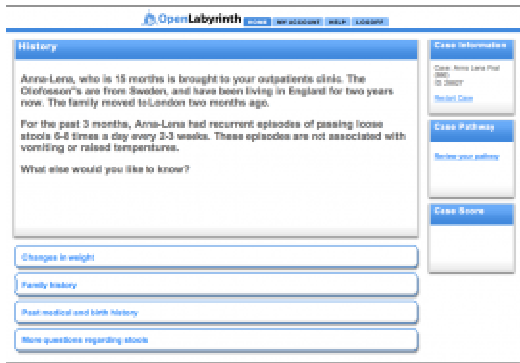 OpenLabyrinth HOME MY ACCOUNT HELP LOGOFF
History
Anna-Lena, who is 15 months is brought to your outpatients clinic. The
Olofosson"s are from Sweden, and have been living in England for two years
now. The family moved to London two months ago.
For the past 3 months, Anna-Lena had recurrent episodes of passing loose
stools 6-8 times a day every 2-3 weeks. These episodes are not associated with
vomiting or raised temperatures.
What else would you like to know?
Changes in weight
Family history
Past medical and birth history
More questions regarding stools
Case Information
Case: Anna Lena
ID:
Restart Case
Case Pathway
Review your pathway
Case Score